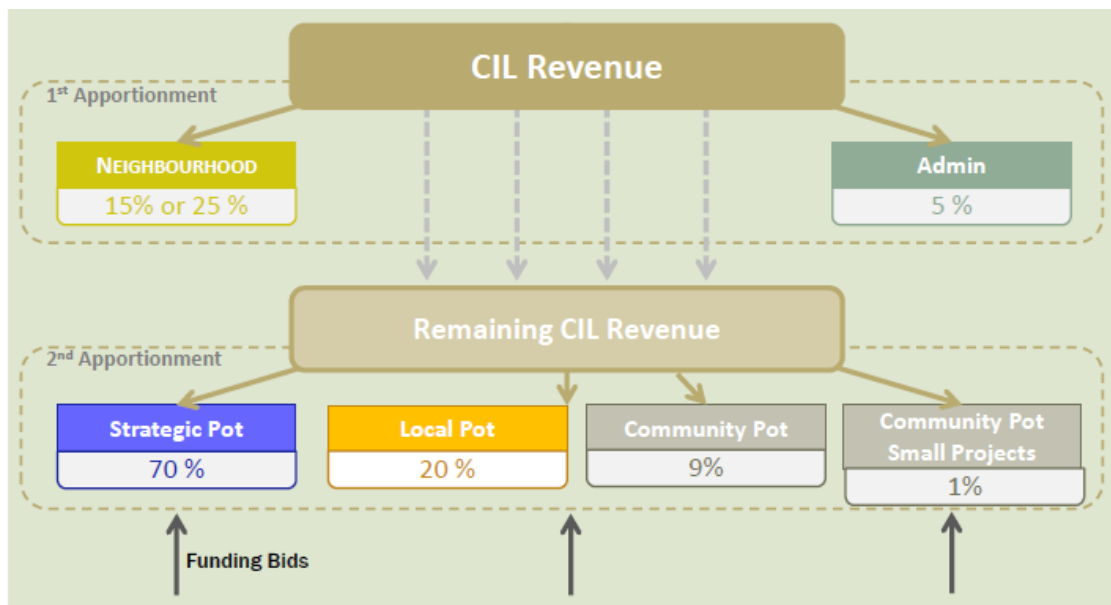 CIL Revenue
1st Apportionment
NEIGHBOURHOOD
15% or 25 %
Admin
5 %
Remaining CIL Revenue
2nd Apportionment
Strategic Pot
70 %
Local Pot
20 %
Community Pot
9%
Community Pot
Small Projects
1%
Funding Bids